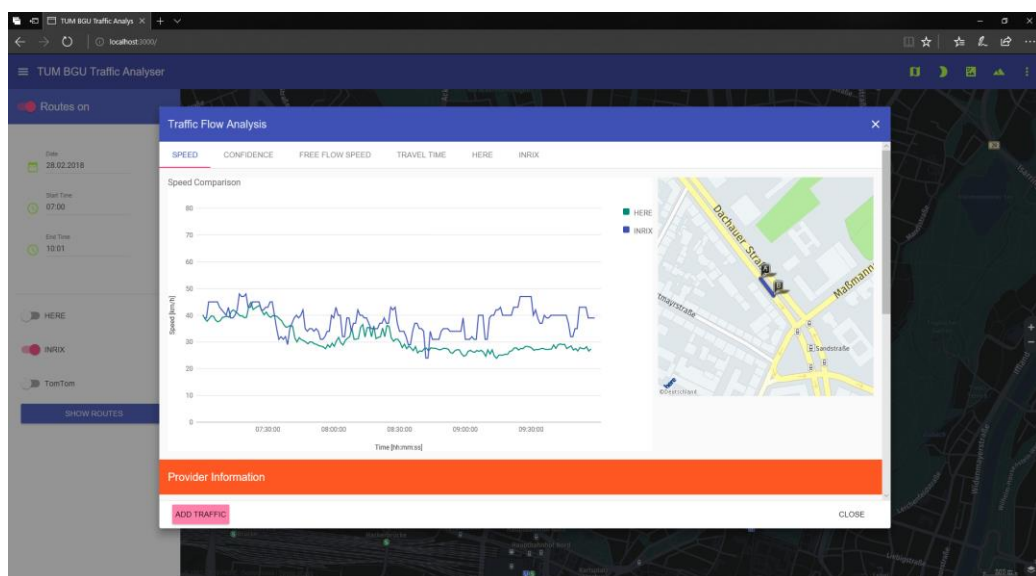 TUM BGU Traffic Analys
localhost:3000/
TUM BGU Traffic Analyser
Routes on
Date
28.02.2018
Start Time
07:00
End Time
10:01
HERE
INRIX
TomTom
SHOW ROUTES
Traffic Flow Analysis
SPEED CONFIDENCE FREE FLOW SPEED TRAVEL TIME HERE INRIX
Speed Comparison
80
70
60
50
40
30
20
10
0
Speed [km/h]
07:30:00 08:00:00 08:30:00 09:00:00 09:30:00
Time [hh:mm:ss]
HERE
INRIX
Dachauer Straße
Maßmann
tmayrstraße
Sandstraße
Provider Information
ADD TRAFFIC
CLOSE